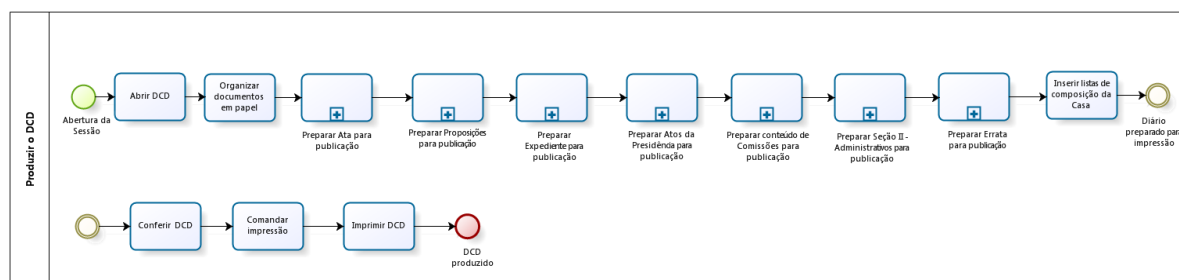 Produzir o DCD
Abertura da
Sessão
Abrir DCD
Organizar
documentos
em papel
Preparar Ata para
publicação
Preparar Proposições
para publicação
Preparar
Expediente para
publicação
Preparar Atos da
Presidência para
publicação
Preparar conteúdo de
Comissões para
publicação
Preparar Seção II -
Administrativos para
publicação
Preparar Errata
para publicação
Inserir listas de
composição da
Casa
Diário
preparado para
impressão
Conferir DCD
Comandar
impressão
Imprimir DCD
DCD
produzido